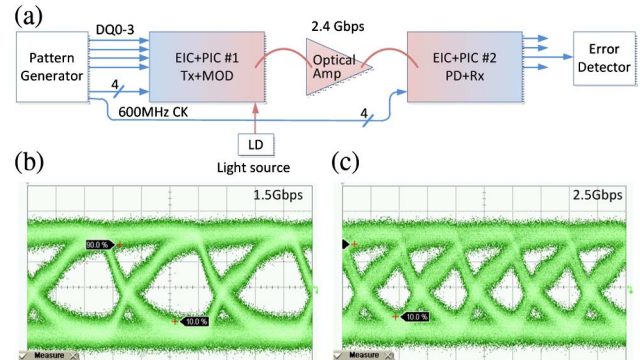 (a)
DQ0-3
2.4 Gbps
Pattern
Generator
EIC+PIC #1
Tx+MOD
Optical
Amp
EIC+PIC #2
PD+Rx
Error
Detector
4
600MHz CK
4
LD
Light source
(b)
(c)
1.5Gbps
2.5Gbps
90.0 %
10.0 %
10.0 %
Measure
Measure